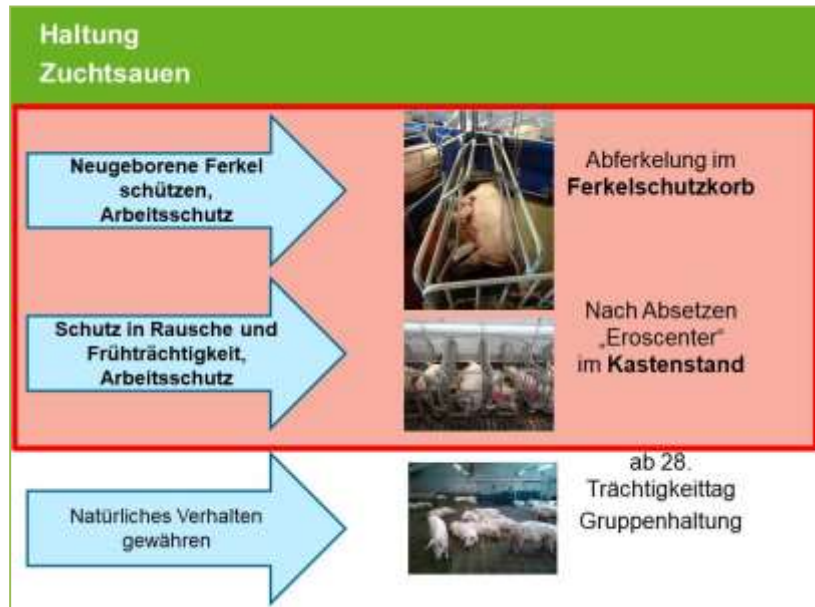 Haltung
Zuchtsauen
Neugeborene Ferkel
schützen,
Arbeitsschutz
Abferkelung im
Ferkelschutzkorb
Schutz in Rausche und
Frühträchtigkeit,
Arbeitsschutz
Nach Absetzen
„Eroscenter“
im Kastenstand
Natürliches Verhalten
gewähren
ab 28.
Trächtigkeittag
Gruppenhaltung